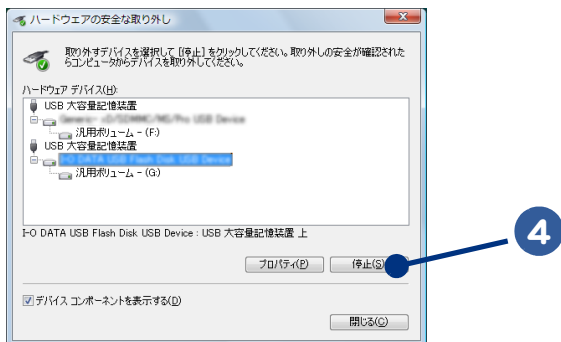 ハードウェアの安全な取り外し
取り外すデバイスを選択して [停止] をクリックしてください。取り外しの安全が確認された
らコンピュータからデバイスを取り外してください。
ハードウェア デバイス(H):
USB 大容量記憶装置
Generic- xD/SDMMC/MS/Pro USB Device
汎用ボリューム - (F:)
USB 大容量記憶装置
I-O DATA USB Flash Disk USB Device
汎用ボリューム - (G:)
I-O DATA USB Flash Disk USB Device : USB 大容量記憶装置 上
プロパティ(P)
停止(S)
4
デバイス コンポーネントを表示する(D)
閉じる(C)